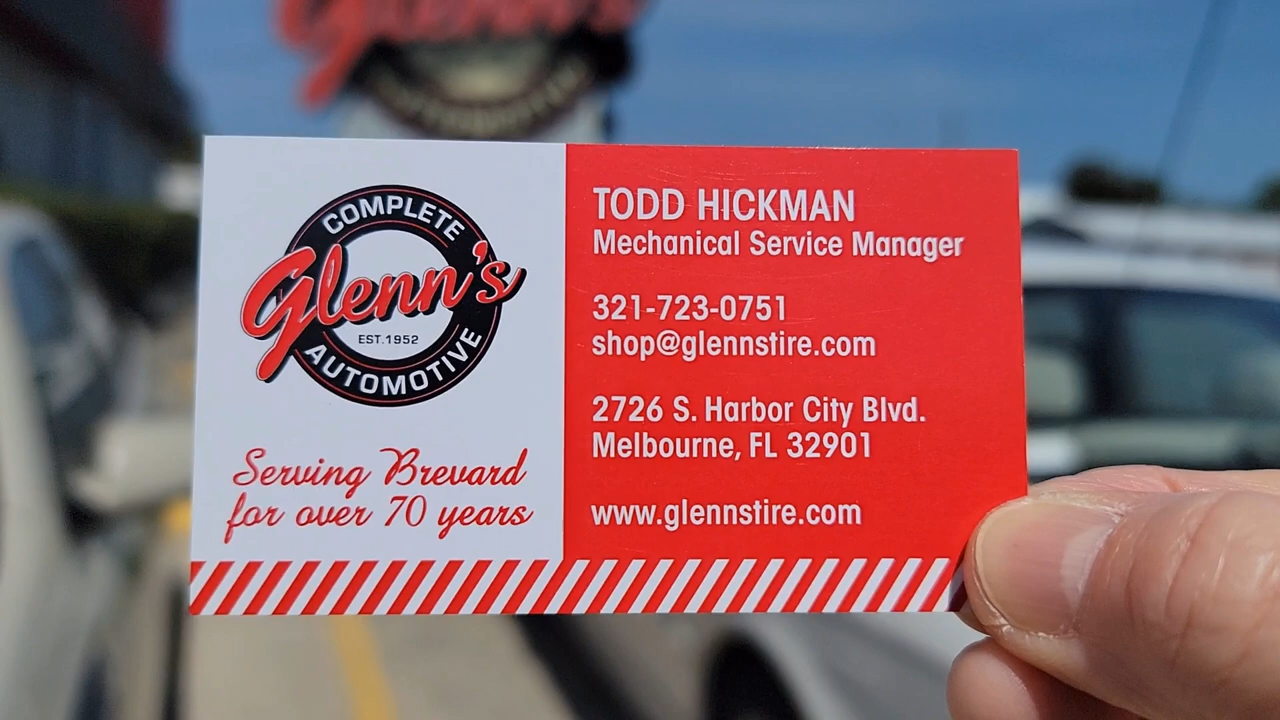 Glenn's
COMPLETE
Glenn's
EST.1952
AUTOMOTIVE
Serving Brevard
for over 70 years
TODD HICKMAN
Mechanical Service Manager
321-723-0751
shop@glennstire.com
2726 S. Harbor City Blvd.
Melbourne, FL 32901
www.glennstire.com